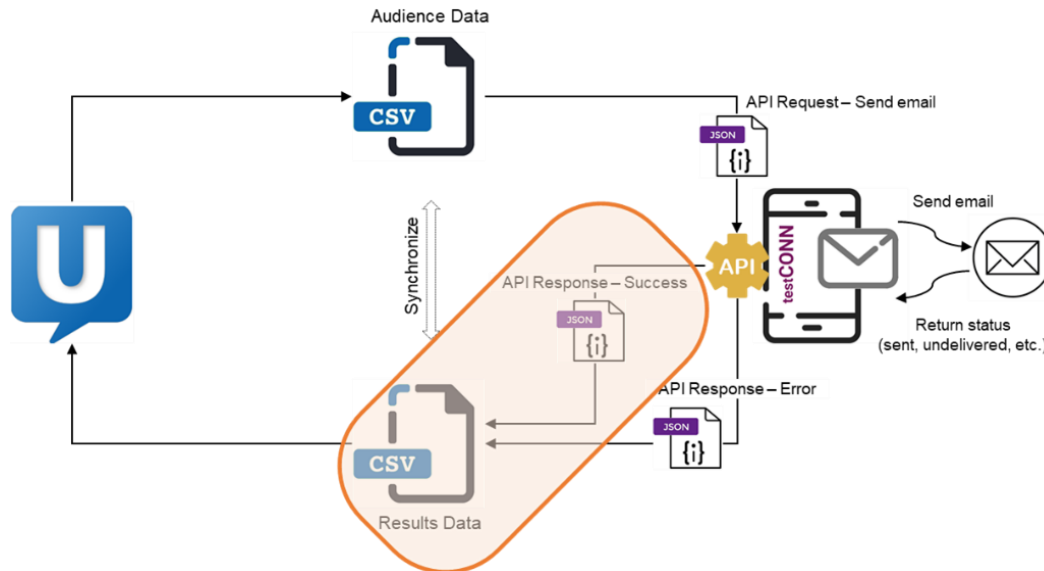 Audience Data
CSV
API Request – Send email
JSON
{i}
U
Synchronize
API
testCONN
Send email
Return status
(sent, undelivered, etc.)
API Response – Success
JSON
{i}
API Response – Error
JSON
{i}
CSV
Results Data